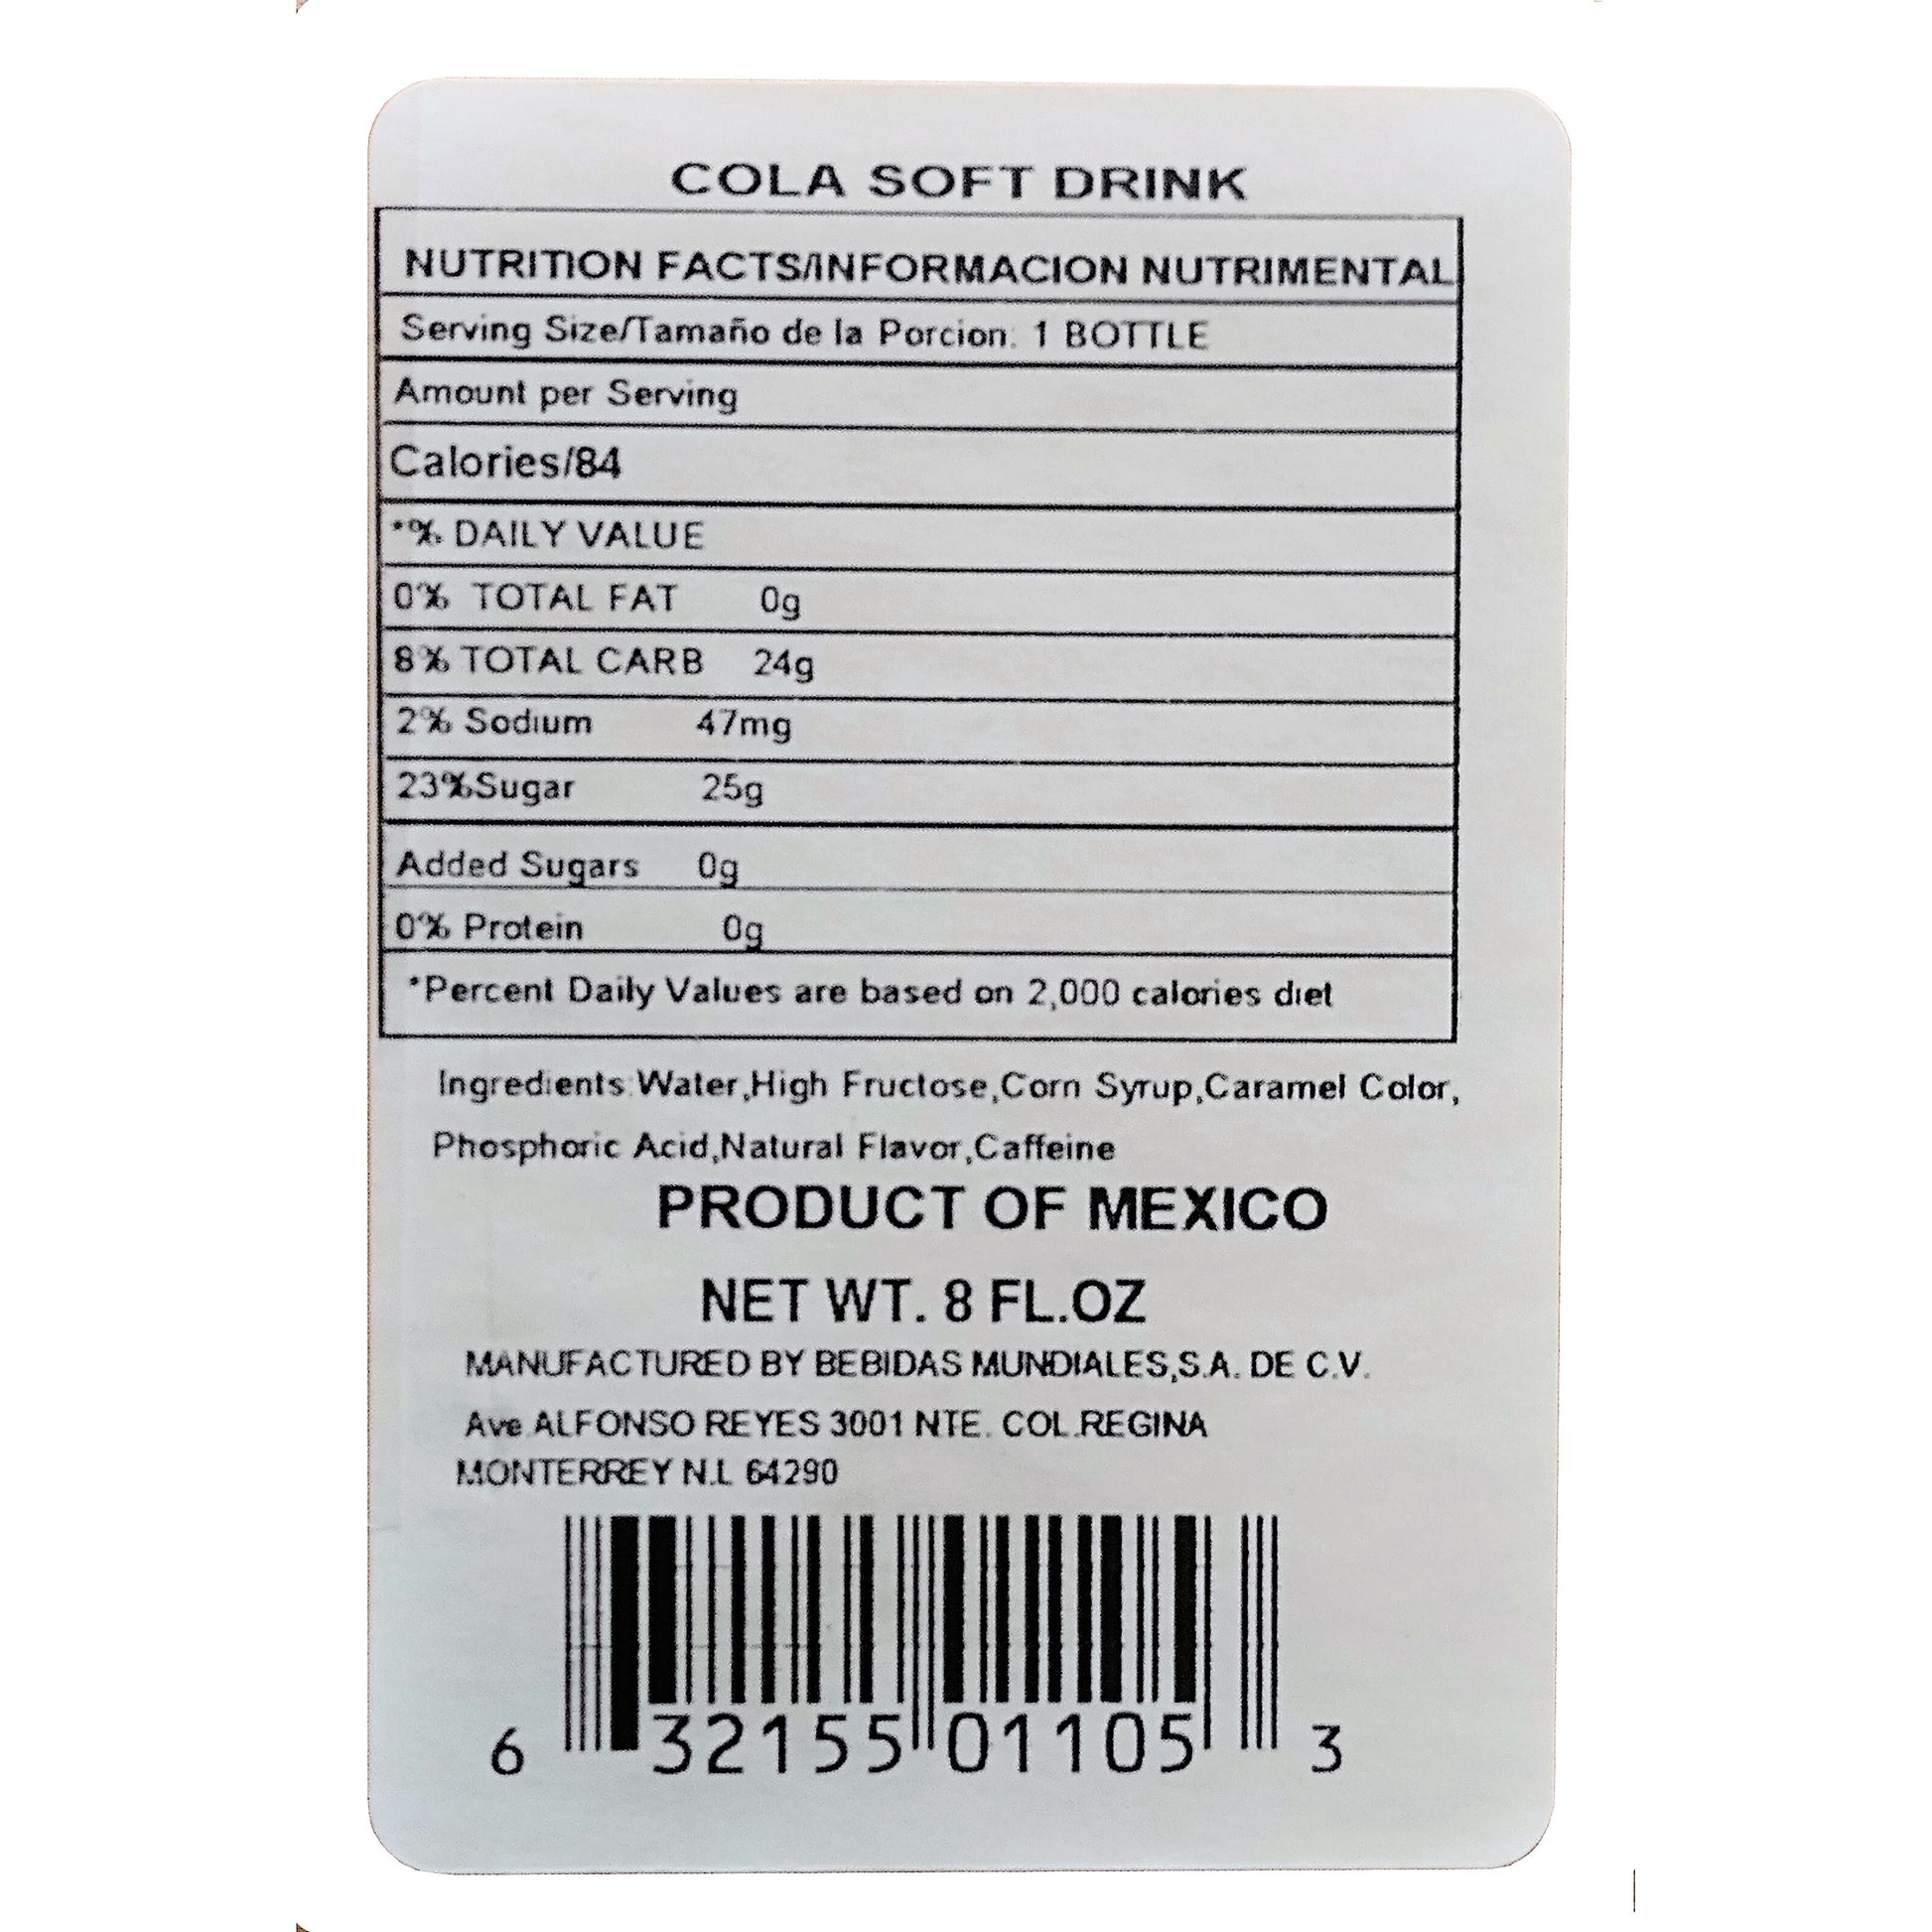 COLA SOFT DRINK
NUTRITION FACTS/INFORMACION NUTRIMENTAL
Serving Size/Tamaño de la Porcion: 1 BOTTLE
Amount per Serving
Calories/84
*% DAILY VALUE
0% TOTAL FAT 0g
8% TOTAL CARB 24g
2% Sodium 47mg
23%Sugar 25g
Added Sugars 0g
0% Protein 0g
*Percent Daily Values are based on 2,000 calories diet
Ingredients:Water,High Fructose,Corn Syrup,Caramel Color,
Phosphoric Acid,Natural Flavor,Caffeine
PRODUCT OF MEXICO
NET WT. 8 FL.OZ
MANUFACTURED BY BEBIDAS MUNDIALES,S.A. DE C.V.
Ave ALFONSO REYES 3001 NTE. COL.REGINA
MONTERREY N.L 64290
6 32155 01105 3